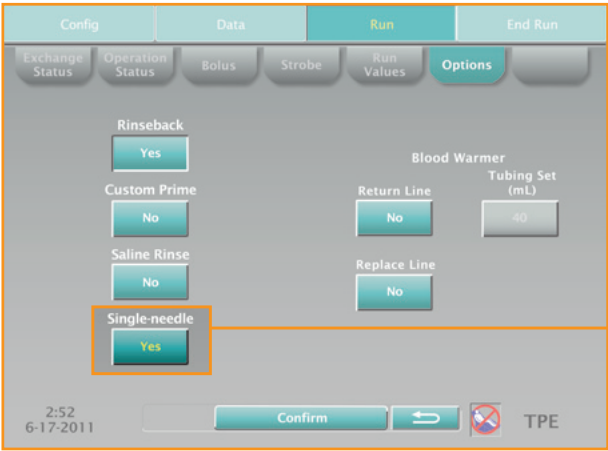 Config
Data
Run
End Run
Exchange
Status
Operation
Status
Bolus
Strobe
Run
Values
Options
Rinseback
Yes
Custom Prime
No
Saline Rinse
No
Single-needle
Yes
Blood Warmer
Return Line
No
Tubing Set
(mL)
40
Replace Line
No
2:52
6-17-2011
Confirm
TPE